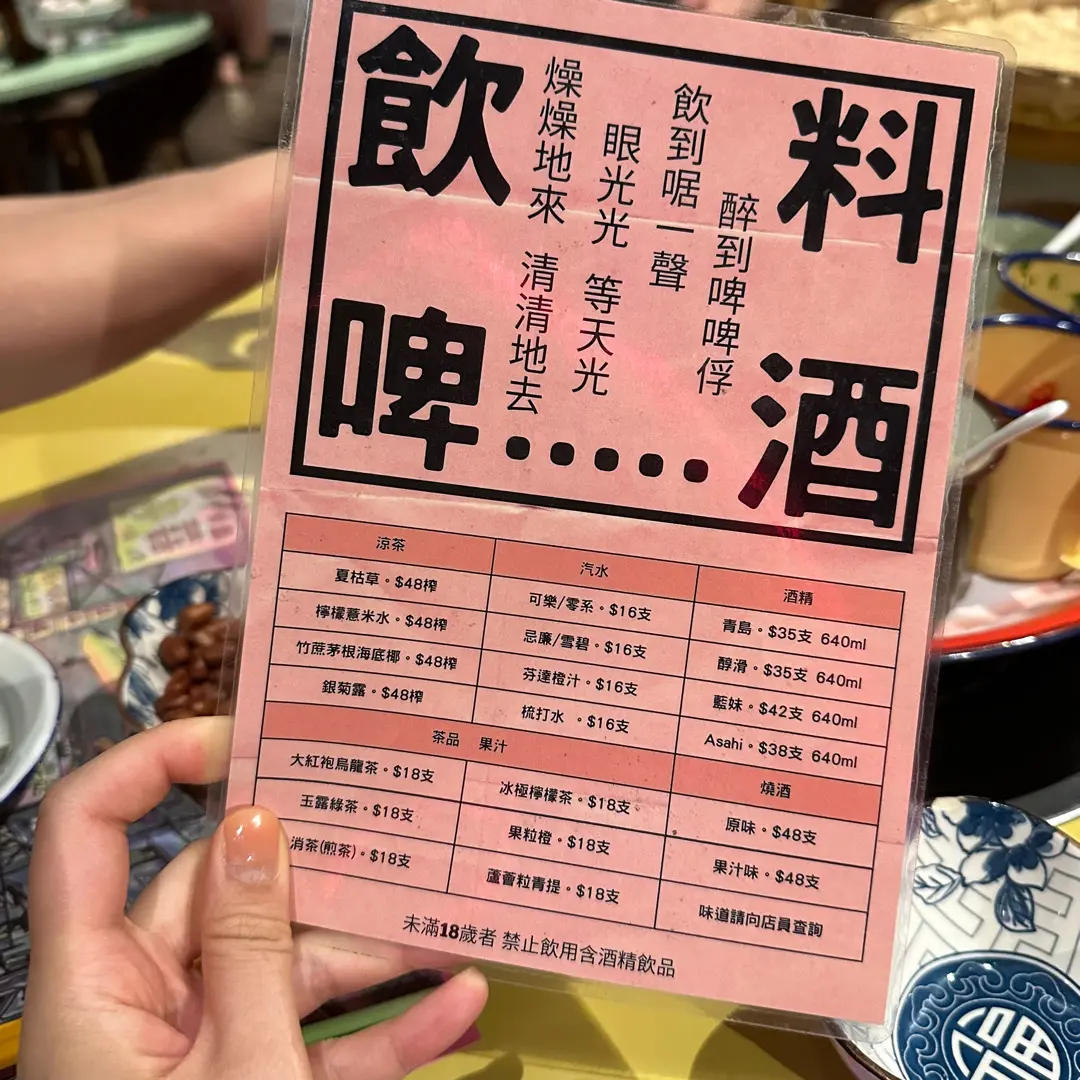 飲料
啤.....酒
醉到啤啤俘
飲到啹一聲
眼光光 等天光
燥燥地來 清清地去
涼茶
夏枯草。$48榨
檸檬薏米水。$48榨
竹蔗茅根海底椰。$48榨
銀菊露。$48榨
汽水
可樂/零系。$16支
忌廉/雪碧。$16支
芬達橙汁。$16支
梳打水 。$16支
酒精
青島。$35支 640ml
醇滑。$35支 640ml
藍妹。$42支 640ml
Asahi。$38支 640ml
茶品 果汁
大紅袍烏龍茶。$18支
玉露綠茶。$18支
消茶(煎茶)。$18支
冰極檸檬茶。$18支
果粒橙。$18支
蘆薈粒青提。$18支
燒酒
原味。$48支
果汁味。$48支
味道請向店員查詢
未滿18歲者 禁止飲用含酒精飲品